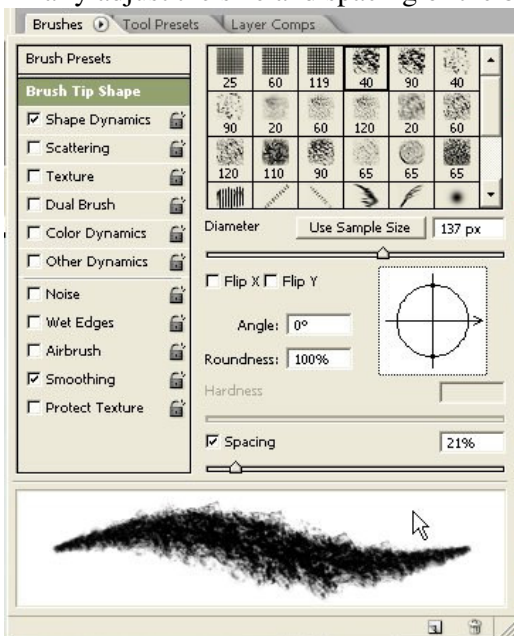 Brushes Tool Presets Layer Comps
Brush Presets
Brush Tip Shape
Shape Dynamics
Scattering
Texture
Dual Brush
Color Dynamics
Other Dynamics
Noise
Wet Edges
Airbrush
Smoothing
Protect Texture
25 60 119 40 90 40
90 20 60 120 20 60
120 110 90 65 65 65
Diameter Use Sample Size 137 px
Flip X Flip Y
Angle: 0°
Roundness: 100%
Hardness
Spacing 21%